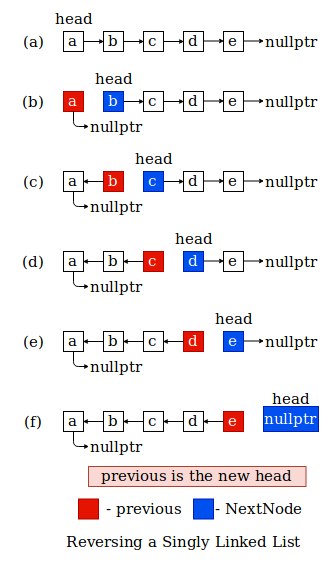 head
(a) a b c d e nullptr
head
(b) a b c d e nullptr
nullptr
head
(c) a b c d e nullptr
nullptr
head
(d) a b c d e nullptr
nullptr
head
(e) a b c d e nullptr
nullptr
head
(f) a b c d e nullptr
nullptr
previous is the new head
- previous - NextNode
Reversing a Singly Linked List